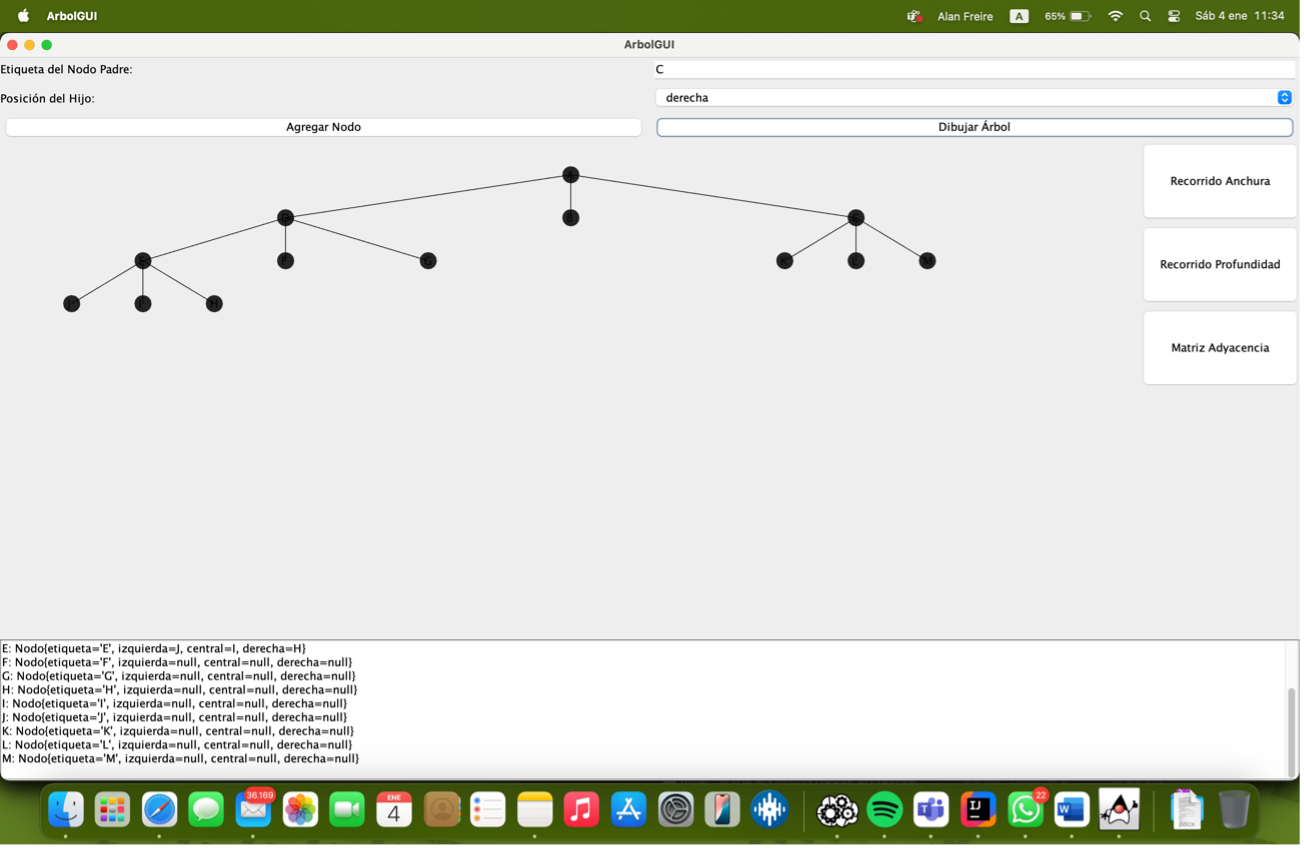 ArbolGUI
Alan Freire A 65% Sáb 4 ene 11:34
ArbolGUI
Etiqueta del Nodo Padre: C
Posición del Hijo: derecha
Agregar Nodo Dibujar Árbol
Recorrido Anchura
Recorrido Profundidad
Matriz Adyacencia
A
F G K L M
H
E: Nodo{etiqueta='E', izquierda=J, central=I, derecha=H}
F: Nodo{etiqueta='F', izquierda=null, central=null, derecha=null}
G: Nodo{etiqueta='G', izquierda=null, central=null, derecha=null}
H: Nodo{etiqueta='H', izquierda=null, central=null, derecha=null}
I: Nodo{etiqueta='I', izquierda=null, central=null, derecha=null}
J: Nodo{etiqueta='J', izquierda=null, central=null, derecha=null}
K: Nodo{etiqueta='K', izquierda=null, central=null, derecha=null}
L: Nodo{etiqueta='L', izquierda=null, central=null, derecha=null}
M: Nodo{etiqueta='M', izquierda=null, central=null, derecha=null}
36.169 ENE 22
4 IJ W